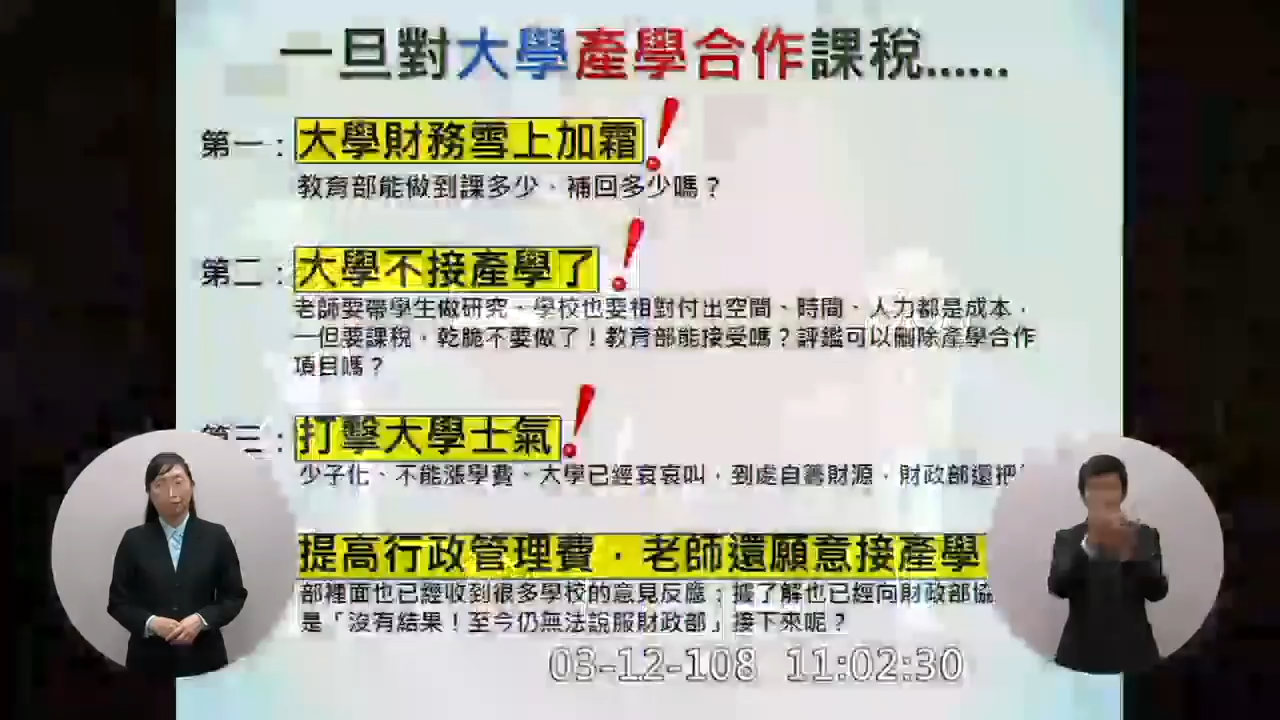 一旦對大學產學合作課稅......
第一：大學財務雪上加霜！
教育部能做到課多少，補回多少嗎？
第二：大學不接產學了！
老師要帶學生做研究、學校也要相對付出空間、時間、人力都是成本，
一但要課稅，乾脆不要做了！教育部能接受嗎？評鑑可以刪除產學合作
項目嗎？
第三：打擊大學士氣！
少子化、不能漲學費、大學已經哀哀叫，到處自籌財源，財政部還把
提高行政管理費，老師還願意接產學
部裡面也已經收到很多學校的意見反應；據了解也已經向財政部協
是「沒有結果！至今仍無法說服財政部」接下來呢？
03-12-108 11:02:30